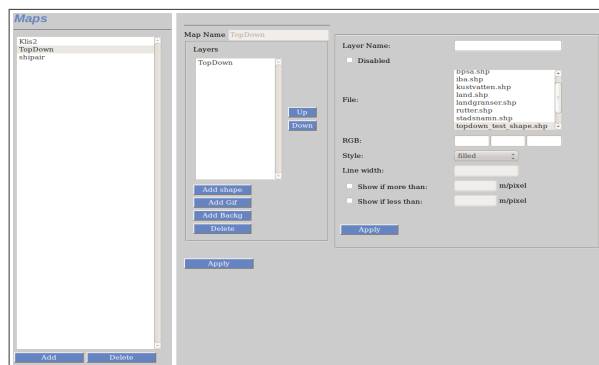 Maps
Klis2
TopDown
shipair
Add
Delete
Map Name TopDown
Layers
TopDown
Up
Down
Add shape
Add Gif
Add Backg
Delete
Apply
Layer Name:
Disabled
File:
bpsa.shp
iba.shp
kustvatten.shp
land.shp
landgranser.shp
rutter.shp
stadsnamn.shp
topdown_test_shape.shp
RGB:
Style: filled
Line width:
Show if more than: m/pixel
Show if less than: m/pixel
Apply